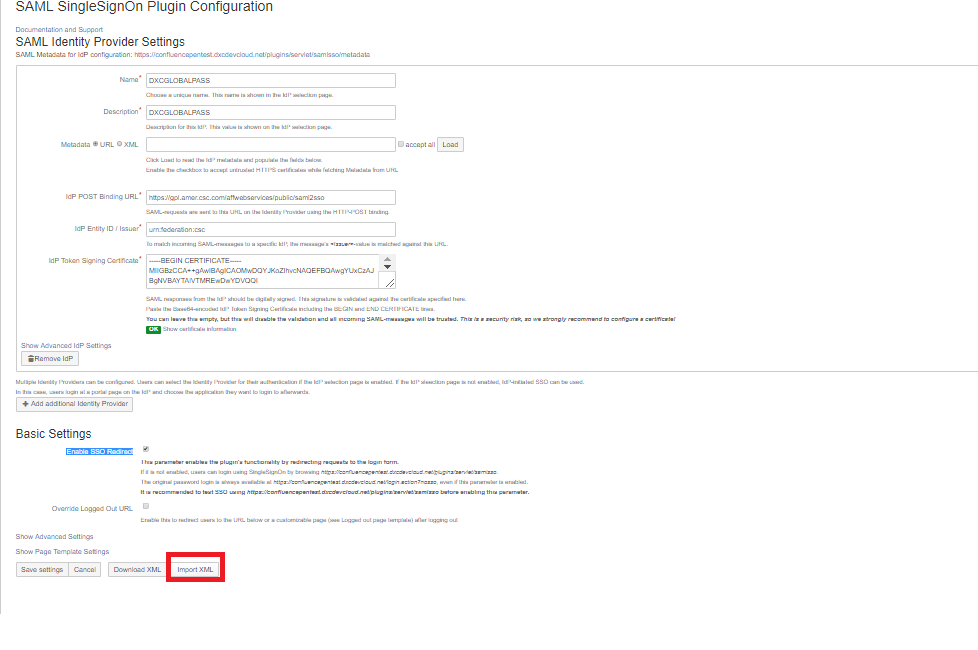 SAML SingleSignOn Plugin Configuration
Documentation and Support
SAML Identity Provider Settings
SAML Metadata for IdP configuration: https://confluencepentest.dxcdevcloud.net/plugins/servlet/samlsso/metadata
Name* DXCGLOBALPASS
Choose a unique name. This name is shown in the IdP selection page.
Description* DXCGLOBALPASS
Description for this IdP. This value is shown on the IdP selection page.
Metadata URL XML accept all Load
Click Load to read the IdP metadata and populate the fields below.
Enable the checkbox to accept untrusted HTTPS certificates while fetching Metadata from URL
IdP POST Binding URL* https://gpl.amer.csc.com/affwebservices/public/saml2sso
SAML-requests are sent to this URL on the Identity Provider using the HTTP-POST binding.
IdP Entity ID / Issuer* urn:federation:csc
To match incoming SAML-messages to a specific IdP, the message's <Issuer>-value is matched against this URL.
IdP Token Signing Certificate* -----BEGIN CERTIFICATE-----
MIIGBzCCA++gAwIBAgICAOMwDQYJKoZIhvcNAQEFBQAwgYUxCzAJ
BgNVBAYTAlVTMREwDwYDVQQI
SAML responses from the IdP should be digitally signed. This signature is validated against the certificate specified here.
Paste the Base64-encoded IdP Token Signing Certificate including the BEGIN and END CERTIFICATE lines.
You can leave this empty, but this will disable the validation and all incoming SAML-messages will be trusted. This is a security risk, so we strongly recommend to configure a certificate!
OK Show certificate information
Show Advanced IdP Settings
Remove IdP
Multiple Identity Providers can be configured. Users can select the Identity Provider for their authentication if the IdP selection page is enabled. If the IdP sleection page is not enabled, IdP-initiated SSO can be used.
In this case, users login at a portal page on the IdP and choose the application they want to login to afterwards.
+ Add additional Identity Provider
Basic Settings
Enable SSO Redirect
This parameter enables the plugin's functionality by redirecting requests to the login form.
If it is not enabled, users can login using SingleSignOn by browsing https://confluencepentest.dxcdevcloud.net/plugins/servlet/samlsso.
The original password login is always available at https://confluencepentest.dxcdevcloud.net/login.action?nosso, even if this parameter is enabled.
It is recommended to test SSO using https://confluencepentest.dxcdevcloud.net/plugins/servlet/samlsso before enabling this parameter.
Override Logged Out URL
Enable this to redirect users to the URL below or a customizable page (see Logged out page template) after logging out
Show Advanced Settings
Show Page Template Settings
Save settings Cancel Download XML Import XML